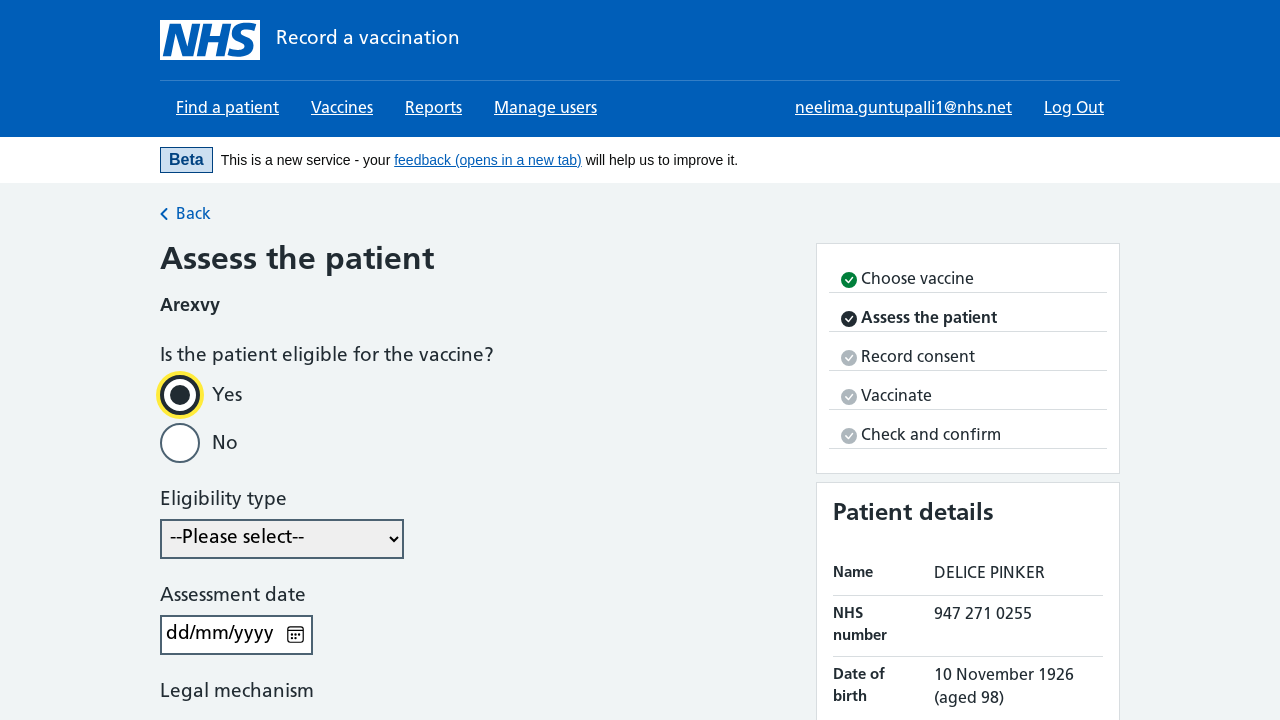 NHS Record a vaccination
Find a patient Vaccines Reports Manage users neelima.guntupalli1@nhs.net Log Out
Beta This is a new service - your feedback (opens in a new tab) will help us to improve it.
Back
Assess the patient
Arexvy
Is the patient eligible for the vaccine?
Yes
No
Eligibility type
--Please select--
Assessment date
dd/mm/yyyy
Legal mechanism
Choose vaccine
Assess the patient
Record consent
Vaccinate
Check and confirm
Patient details
Name DELICE PINKER
NHS number 947 271 0255
Date of birth 10 November 1926 (aged 98)